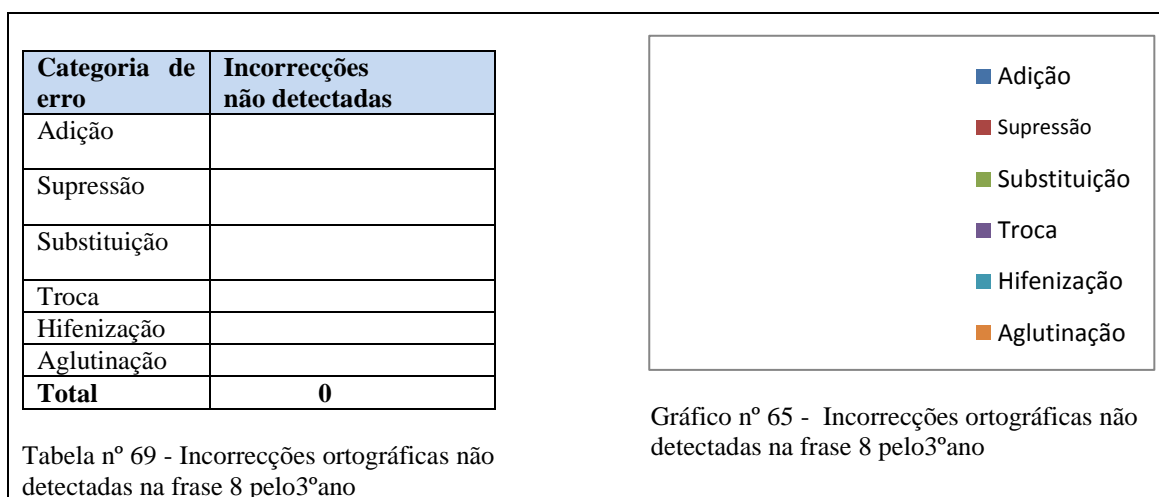 Categoria de Incorrecções
erro não detectadas
Adição
Supressão
Substituição
Troca
Hifenização
Aglutinação
Total 0
Tabela nº 69 - Incorrecções ortográficas não
detectadas na frase 8 pelo3ºano
Adição
Supressão
Substituição
Troca
Hifenização
Aglutinação
Gráfico nº 65 - Incorrecções ortográficas não
detectadas na frase 8 pelo3ºano